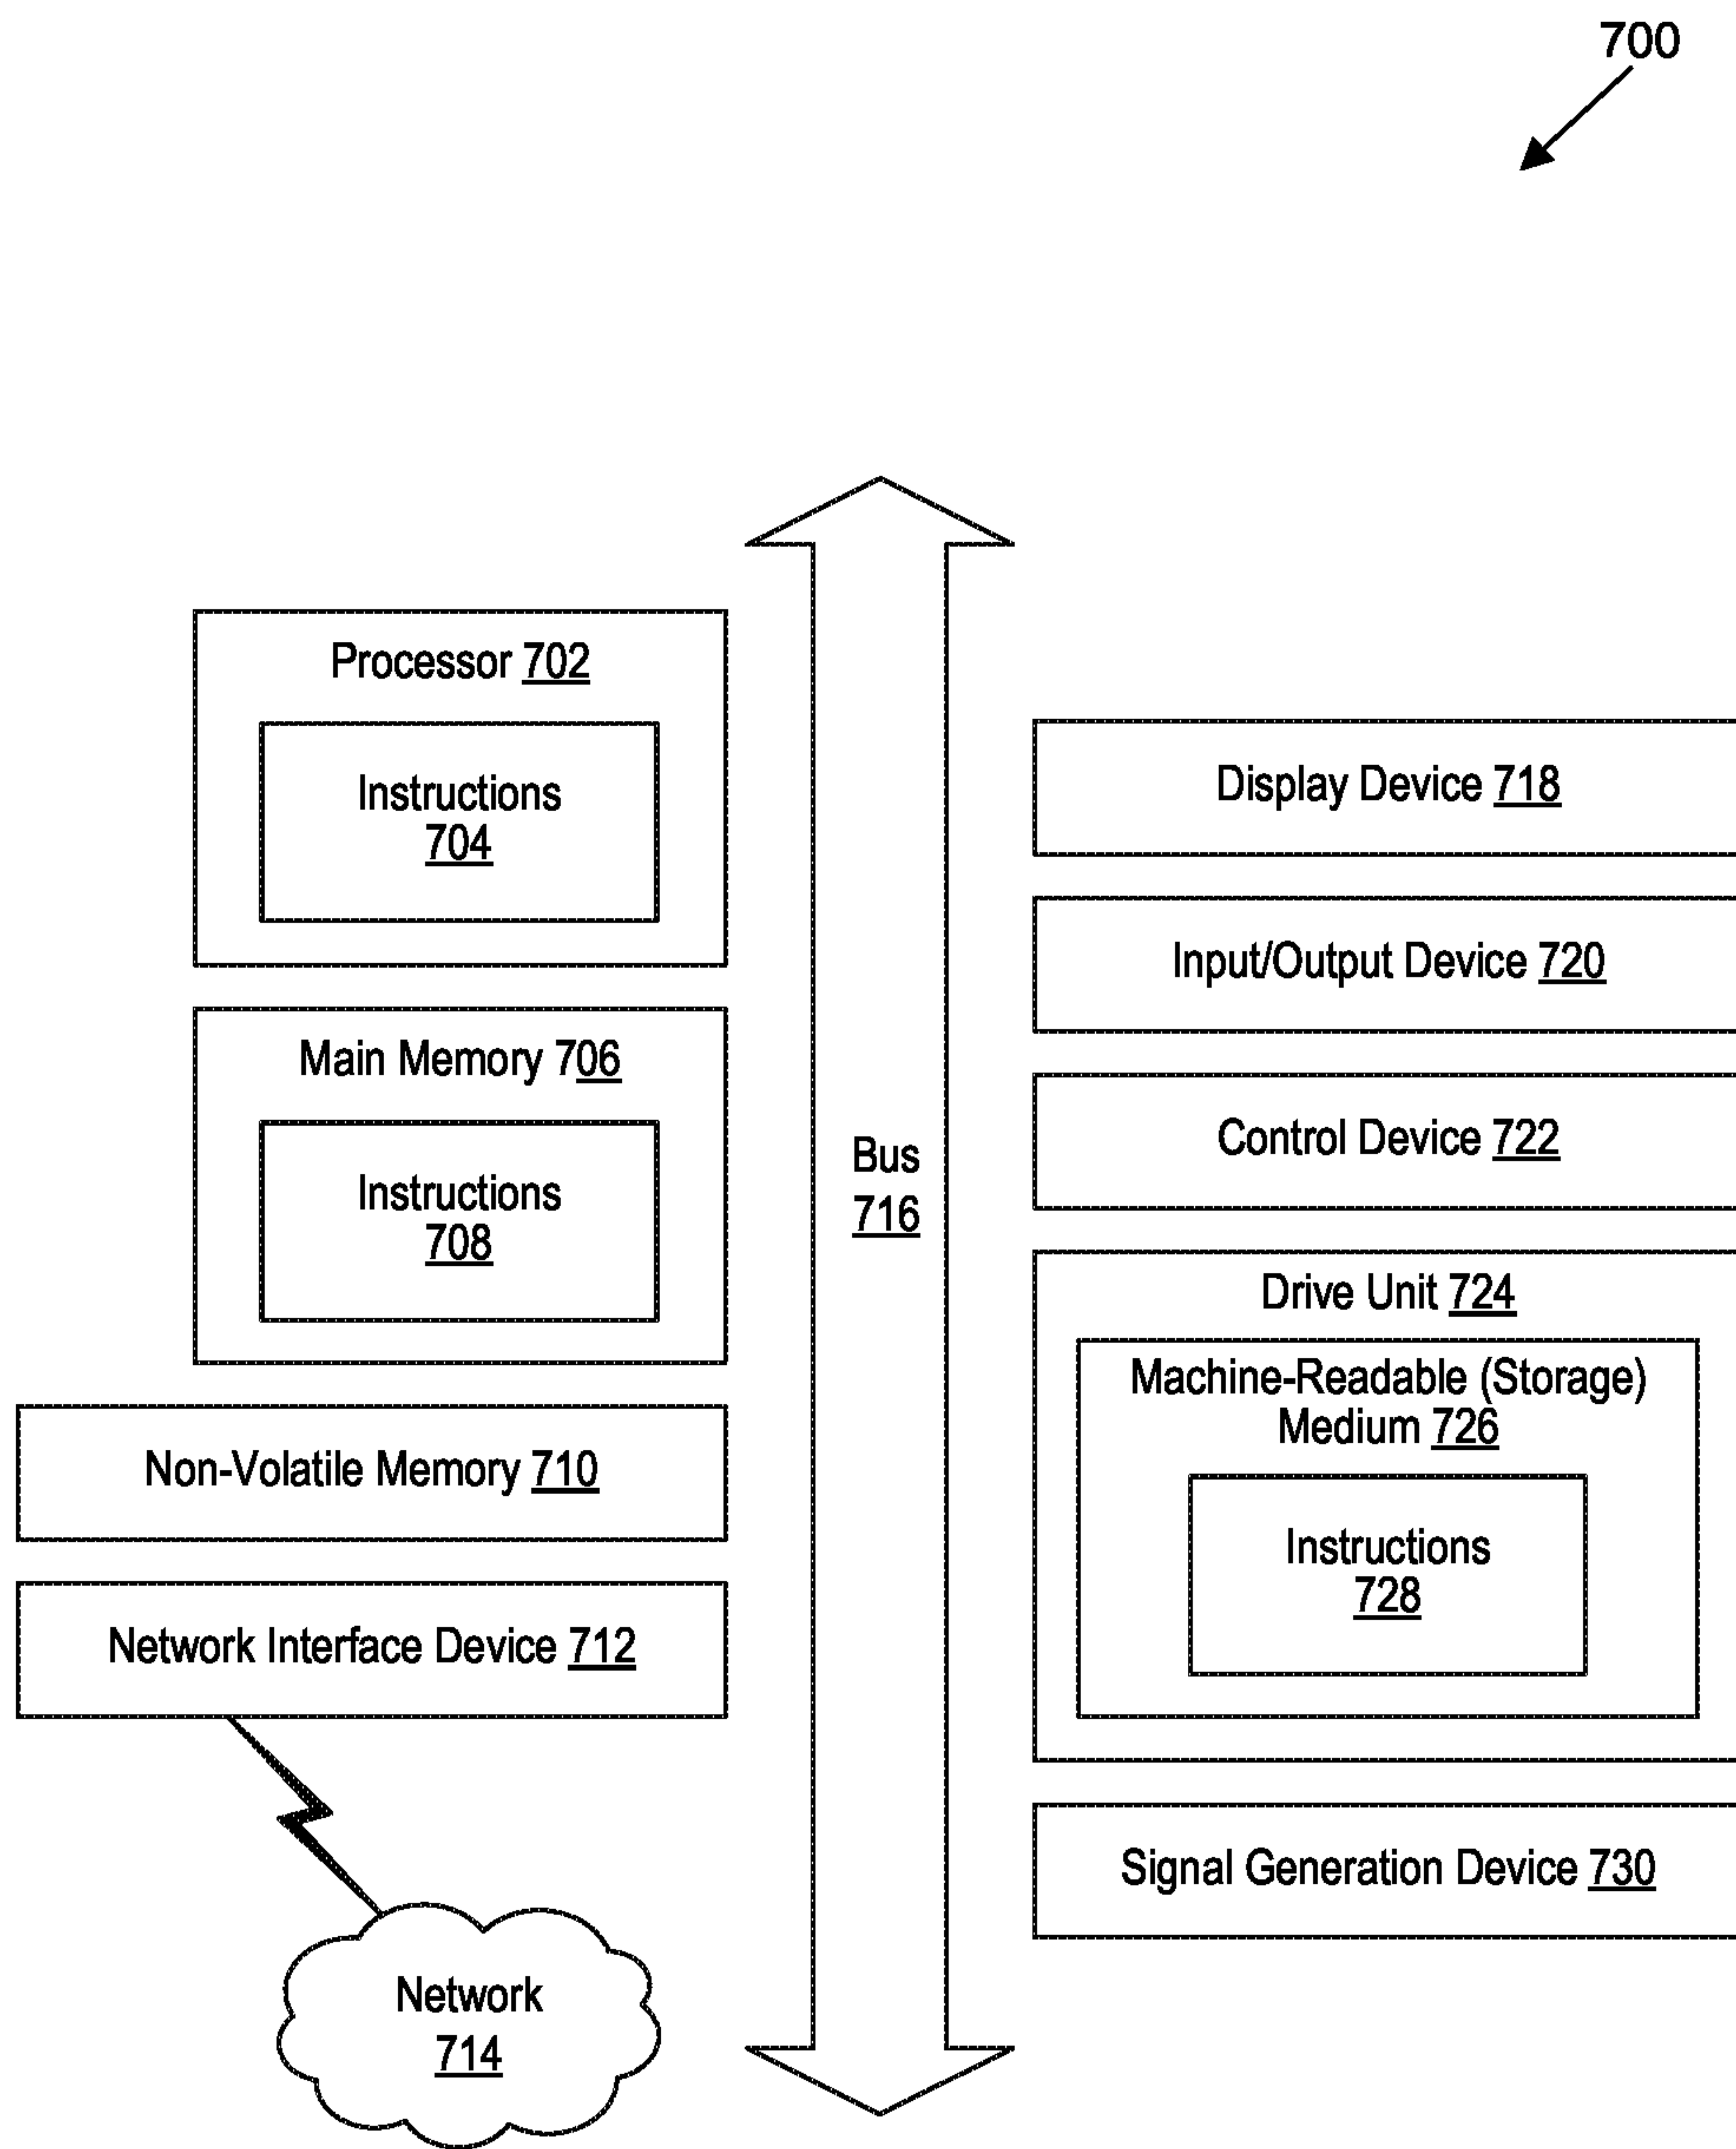 700
Processor 702
Instructions
704
Main Memory 706
Instructions
708
Non-Volatile Memory 710
Network Interface Device 712
Network
714
Bus
716
Display Device 718
Input/Output Device 720
Control Device 722
Drive Unit 724
Machine-Readable (Storage)
Medium 726
Instructions
728
Signal Generation Device 730